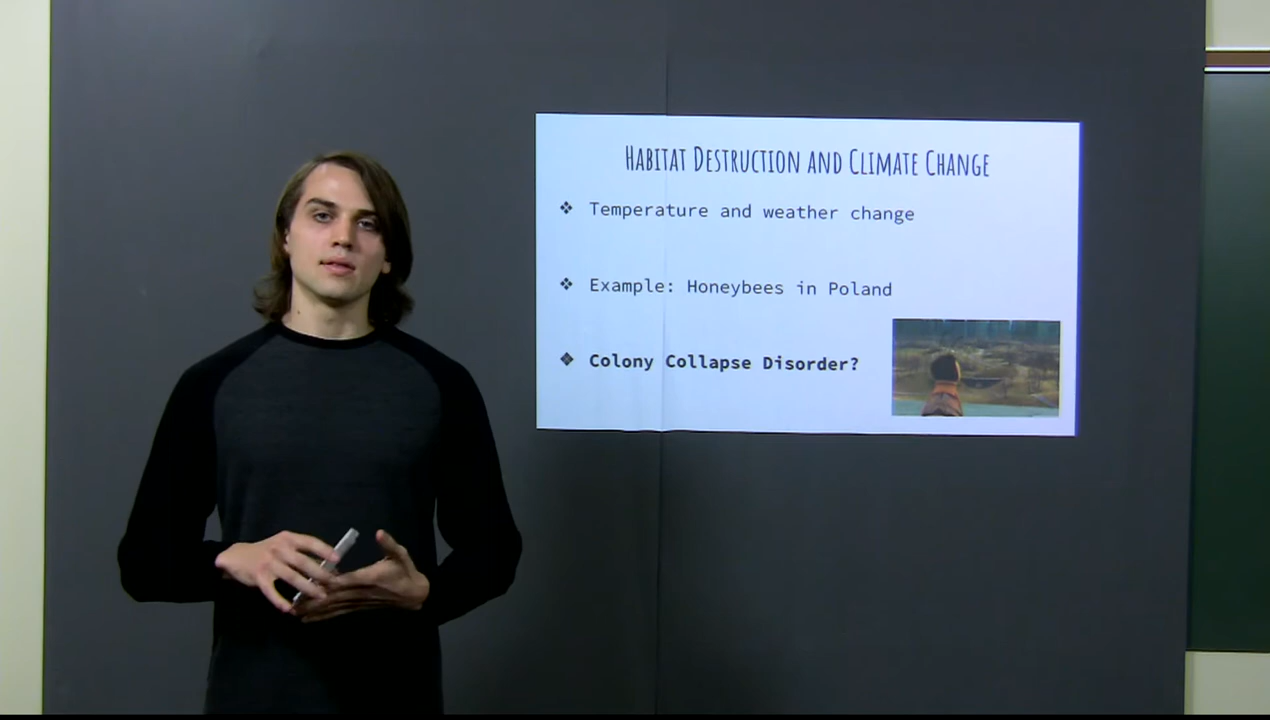 HABITAT DESTRUCTION AND CLIMATE CHANGE
❖ Temperature and weather change
❖ Example: Honeybees in Poland
❖ Colony Collapse Disorder?